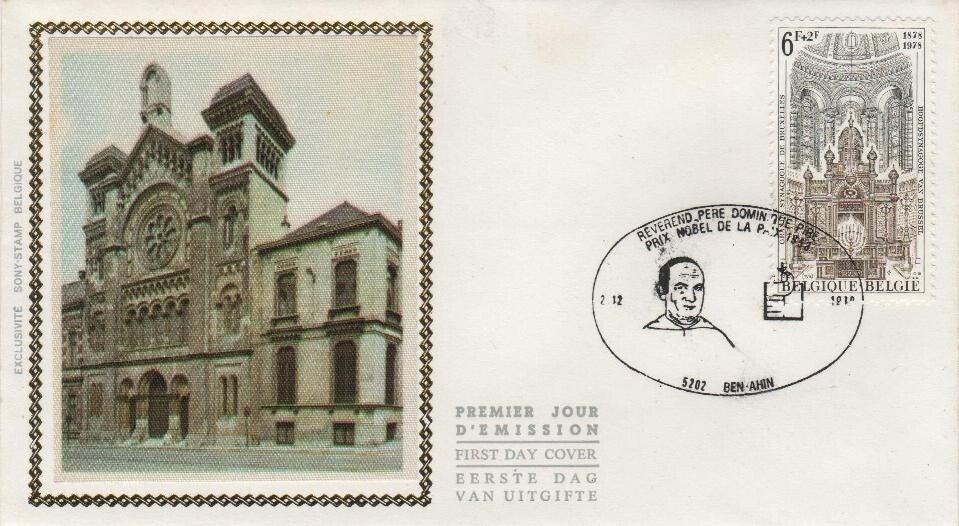 EXCLUSIVITÉ SONY-STAMP BELGIQUE
PREMIER JOUR
D'EMISSION
FIRST DAY COVER
EERSTE DAG
VAN UITGIFTE
6F+2F
1878
1978
SYNAGOGUE DE BRUXELLES
HOOFDSYNAGOGE VAN BRUSSEL
BELGIQUE BELGIË
REVEREND PERE DOMINIQUE PIRE
PRIX NOBEL DE LA
2 12
5202 BEN-AHIN